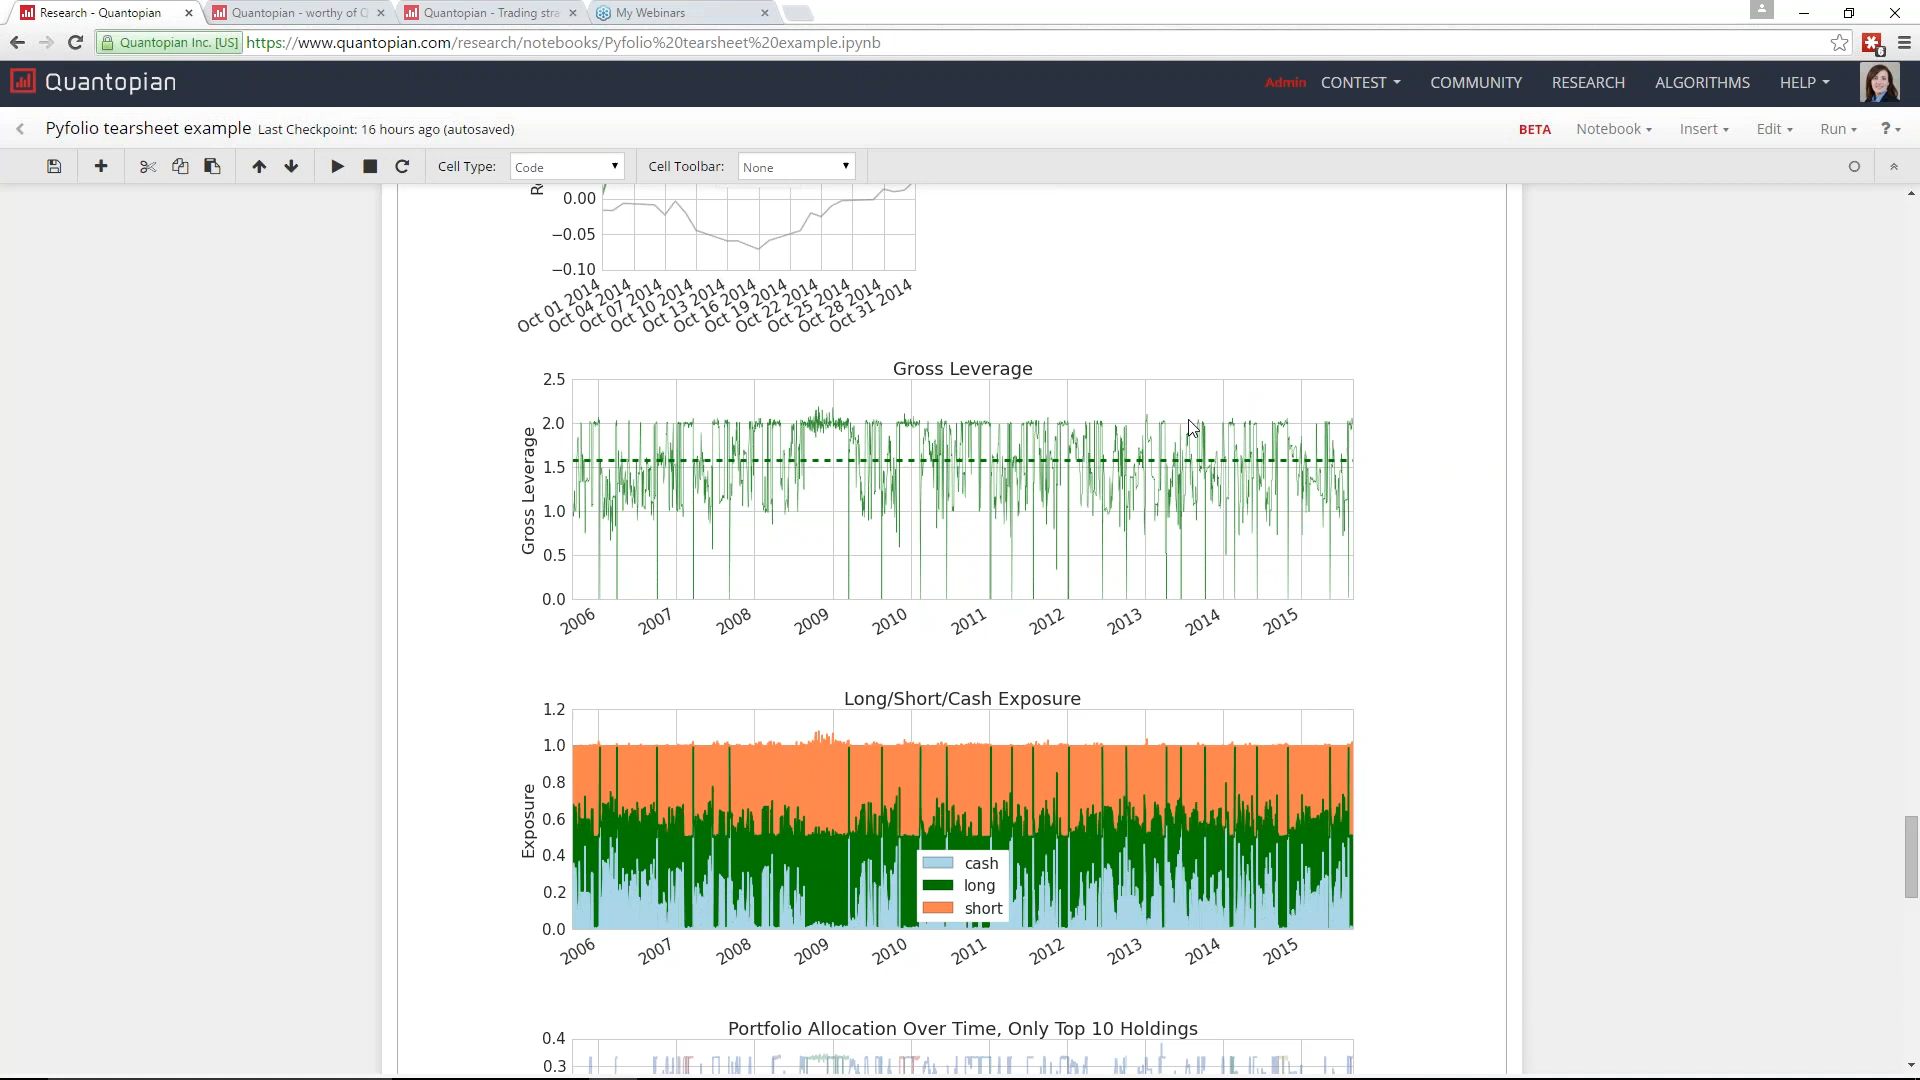 Research - Quantopian
Quantopian - worthy of Q
Quantopian - Trading stra
My Webinars
Quantopian Inc. [US] https://www.quantopian.com/research/notebooks/Pyfolio%20tearsheet%20example.ipynb
Quantopian
Admin CONTEST COMMUNITY RESEARCH ALGORITHMS HELP
Pyfolio tearsheet example Last Checkpoint: 16 hours ago (autosaved)
BETA Notebook Insert Edit Run ?
Cell Type: Code Cell Toolbar: None
0.00
−0.05
−0.10
Oct 01 2014
Oct 04 2014
Oct 07 2014
Oct 10 2014
Oct 13 2014
Oct 16 2014
Oct 19 2014
Oct 22 2014
Oct 25 2014
Oct 28 2014
Oct 31 2014
Gross Leverage
Gross Leverage
2.5
2.0
1.5
1.0
0.5
0.0
2006 2007 2008 2009 2010 2011 2012 2013 2014 2015
Long/Short/Cash Exposure
Exposure
1.2
1.0
0.8
0.6
0.4
0.2
0.0
cash
long
short
2006 2007 2008 2009 2010 2011 2012 2013 2014 2015
Portfolio Allocation Over Time, Only Top 10 Holdings
0.4
0.3